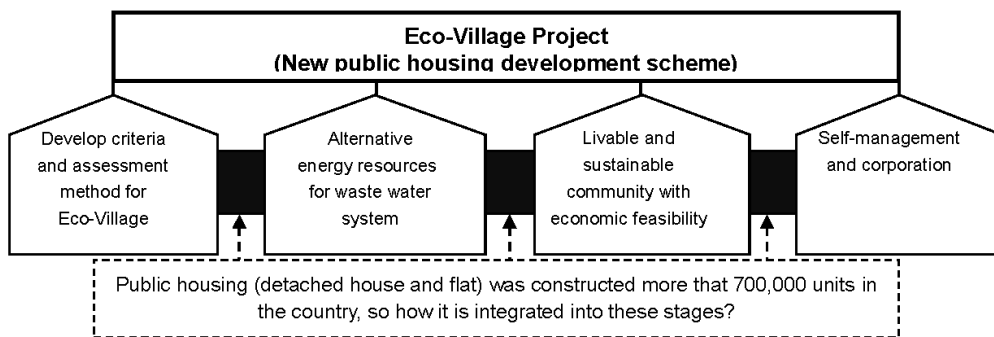 Eco-Village Project
(New public housing development scheme)
Develop criteria
and assessment
method for
Eco-Village
Alternative
energy resources
for waste water
system
Livable and
sustainable
community with
economic feasibility
Self-management
and corporation
Public housing (detached house and flat) was constructed more that 700,000 units in
the country, so how it is integrated into these stages?